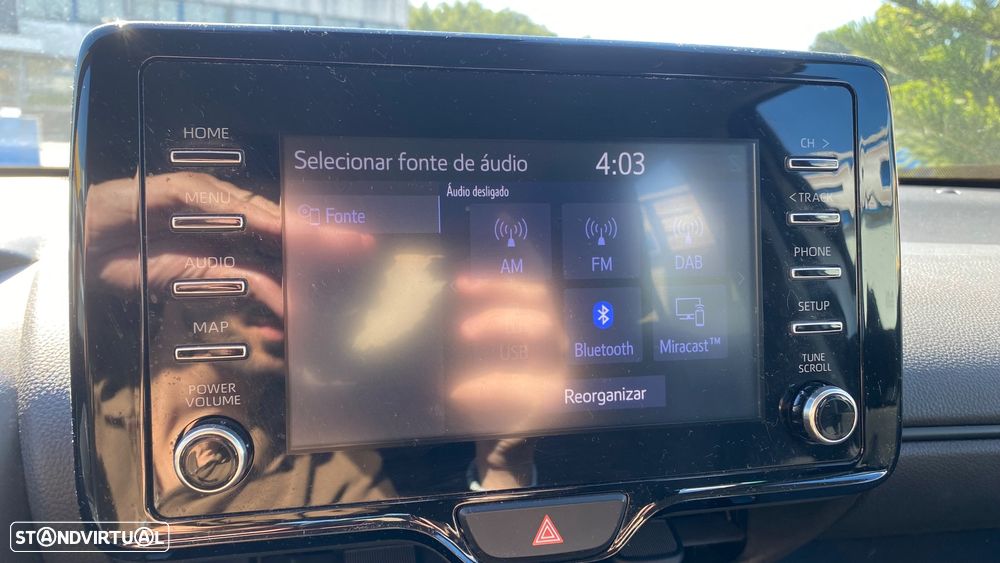 HOME
MENU
AUDIO
MAP
POWER
VOLUME
Selecionar fonte de áudio 4:03
Áudio desligado
Fonte
AM FM DAB
USB Bluetooth Miracast™
Reorganizar
CH >
< TRACK
PHONE
SETUP
TUNE
SCROLL
STANDVIRTUAL